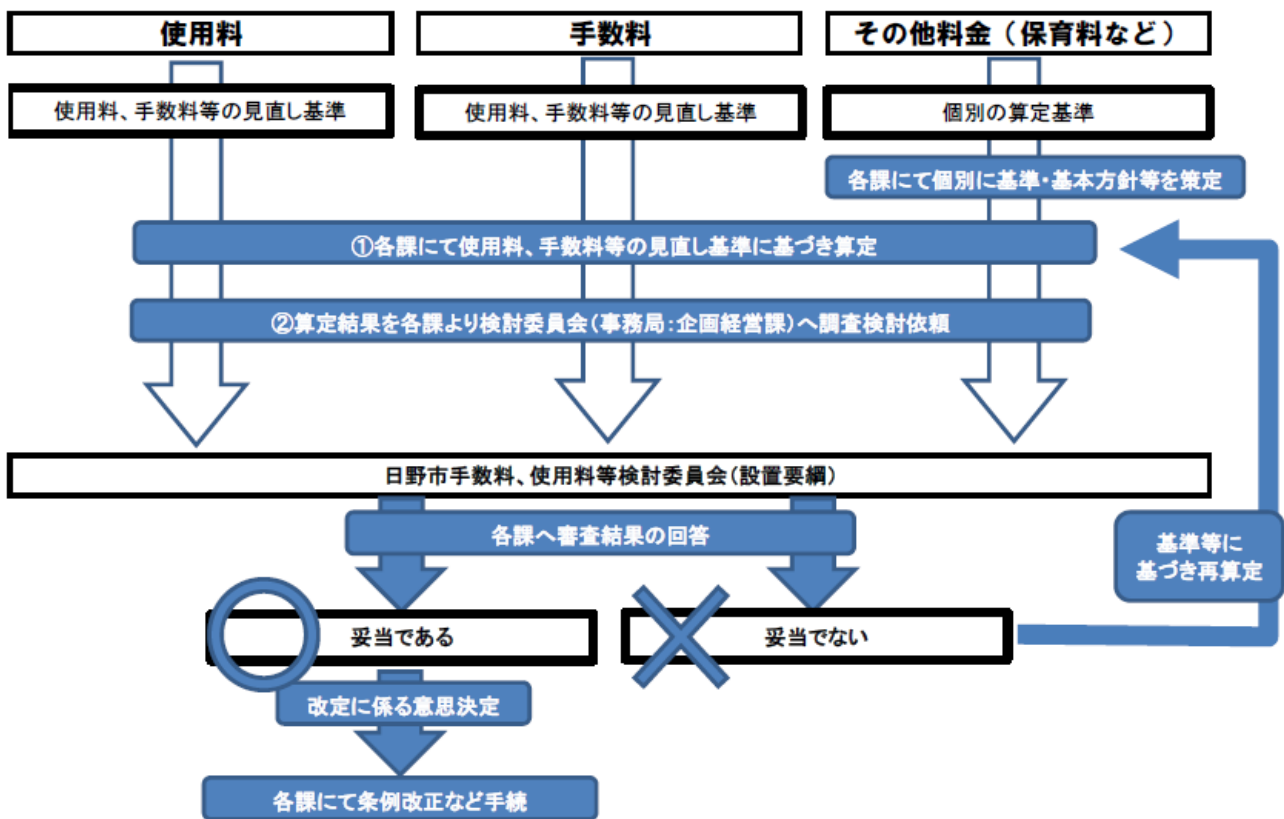 使用料
手数料
その他料金（保育料など）
使用料、手数料等の見直し基準
使用料、手数料等の見直し基準
個別の算定基準
各課にて個別に基準・基本方針等を策定
①各課にて使用料、手数料等の見直し基準に基づき算定
②算定結果を各課より検討委員会（事務局：企画経営課）へ調査検討依頼
日野市手数料、使用料等検討委員会（設置要綱）
各課へ審査結果の回答
基準等に
基づき再算定
妥当である
妥当でない
改定に係る意思決定
各課にて条例改正など手続